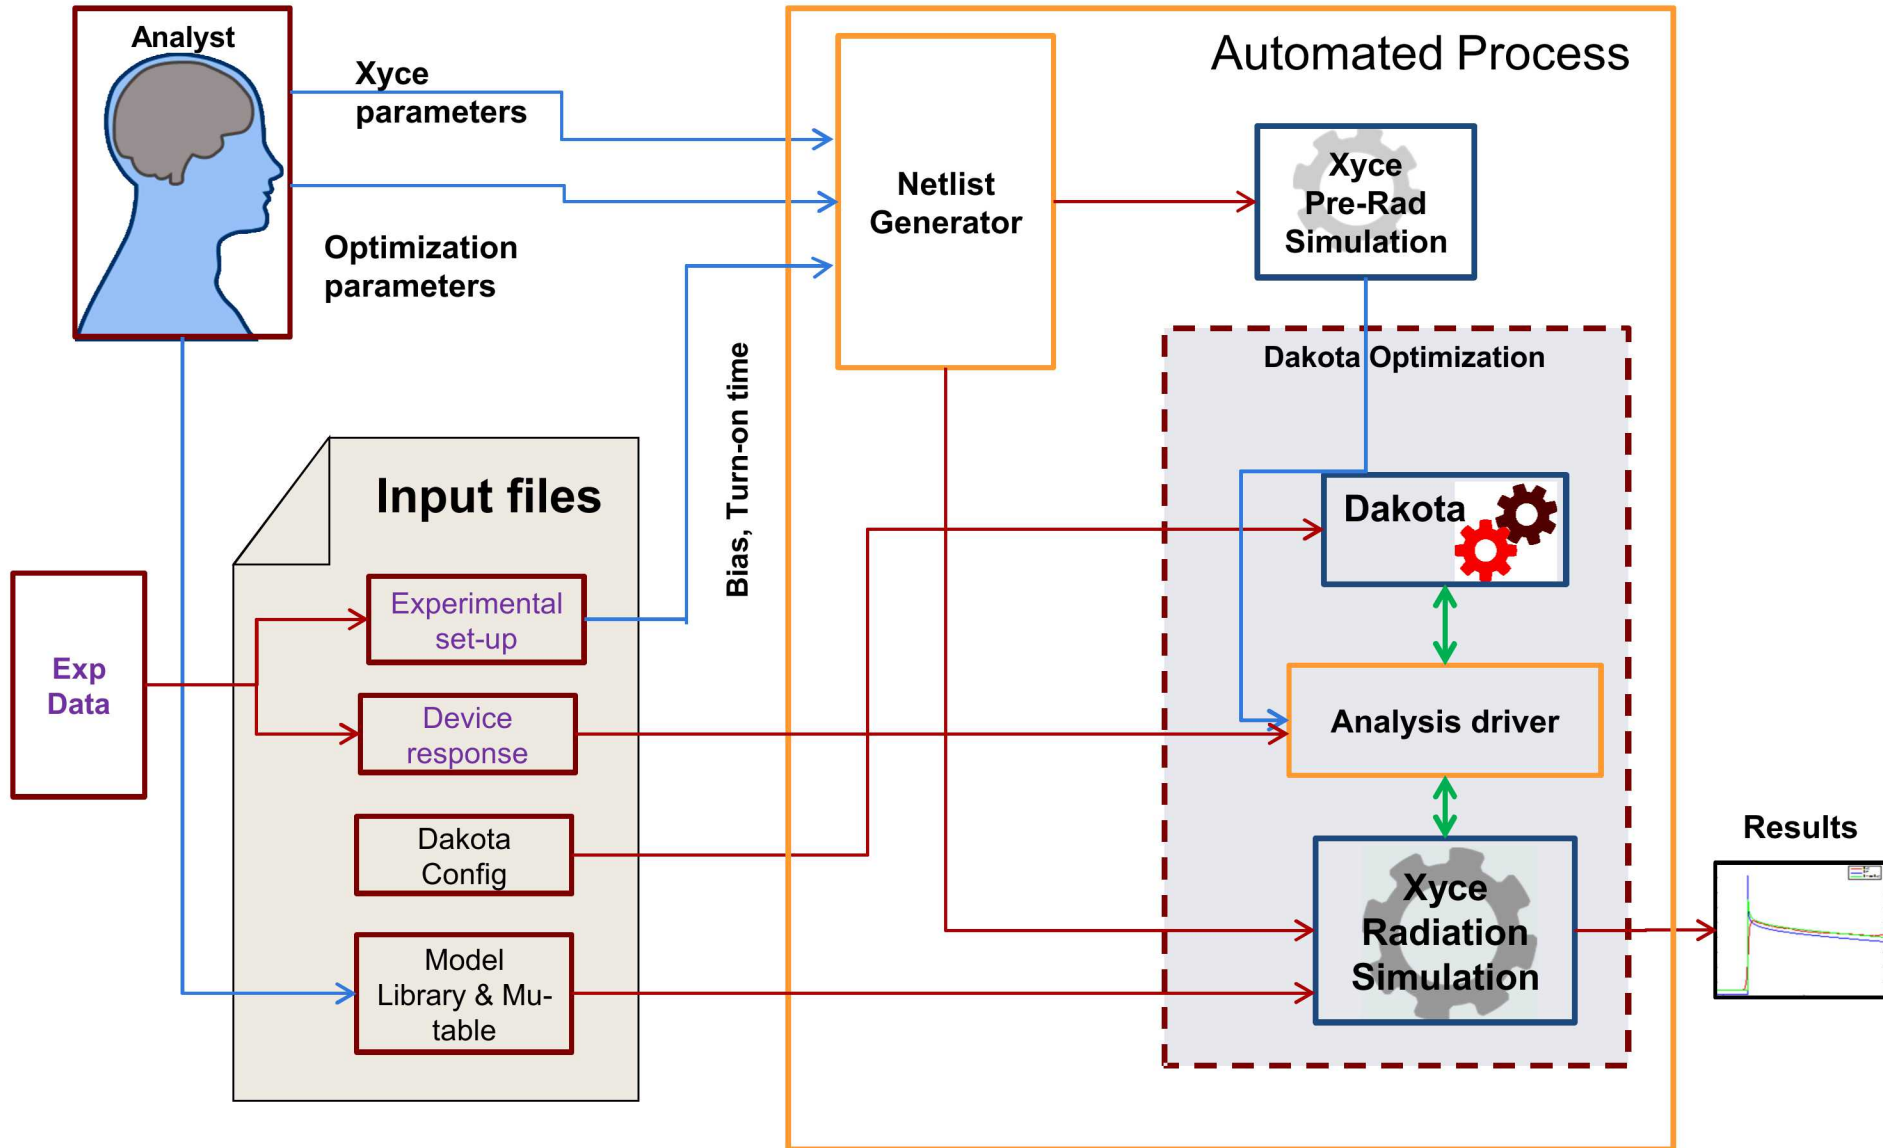 Analyst
Xyce
parameters
Optimization
parameters
Automated Process
Netlist
Generator
Xyce
Pre-Rad
Simulation
Bias, Turn-on time
Dakota Optimization
Input files
Dakota
Experimental
set-up
Exp
Data
Device
response
Analysis driver
Dakota
Config
Model
Library & Mu-
table
Xyce
Radiation
Simulation
Results